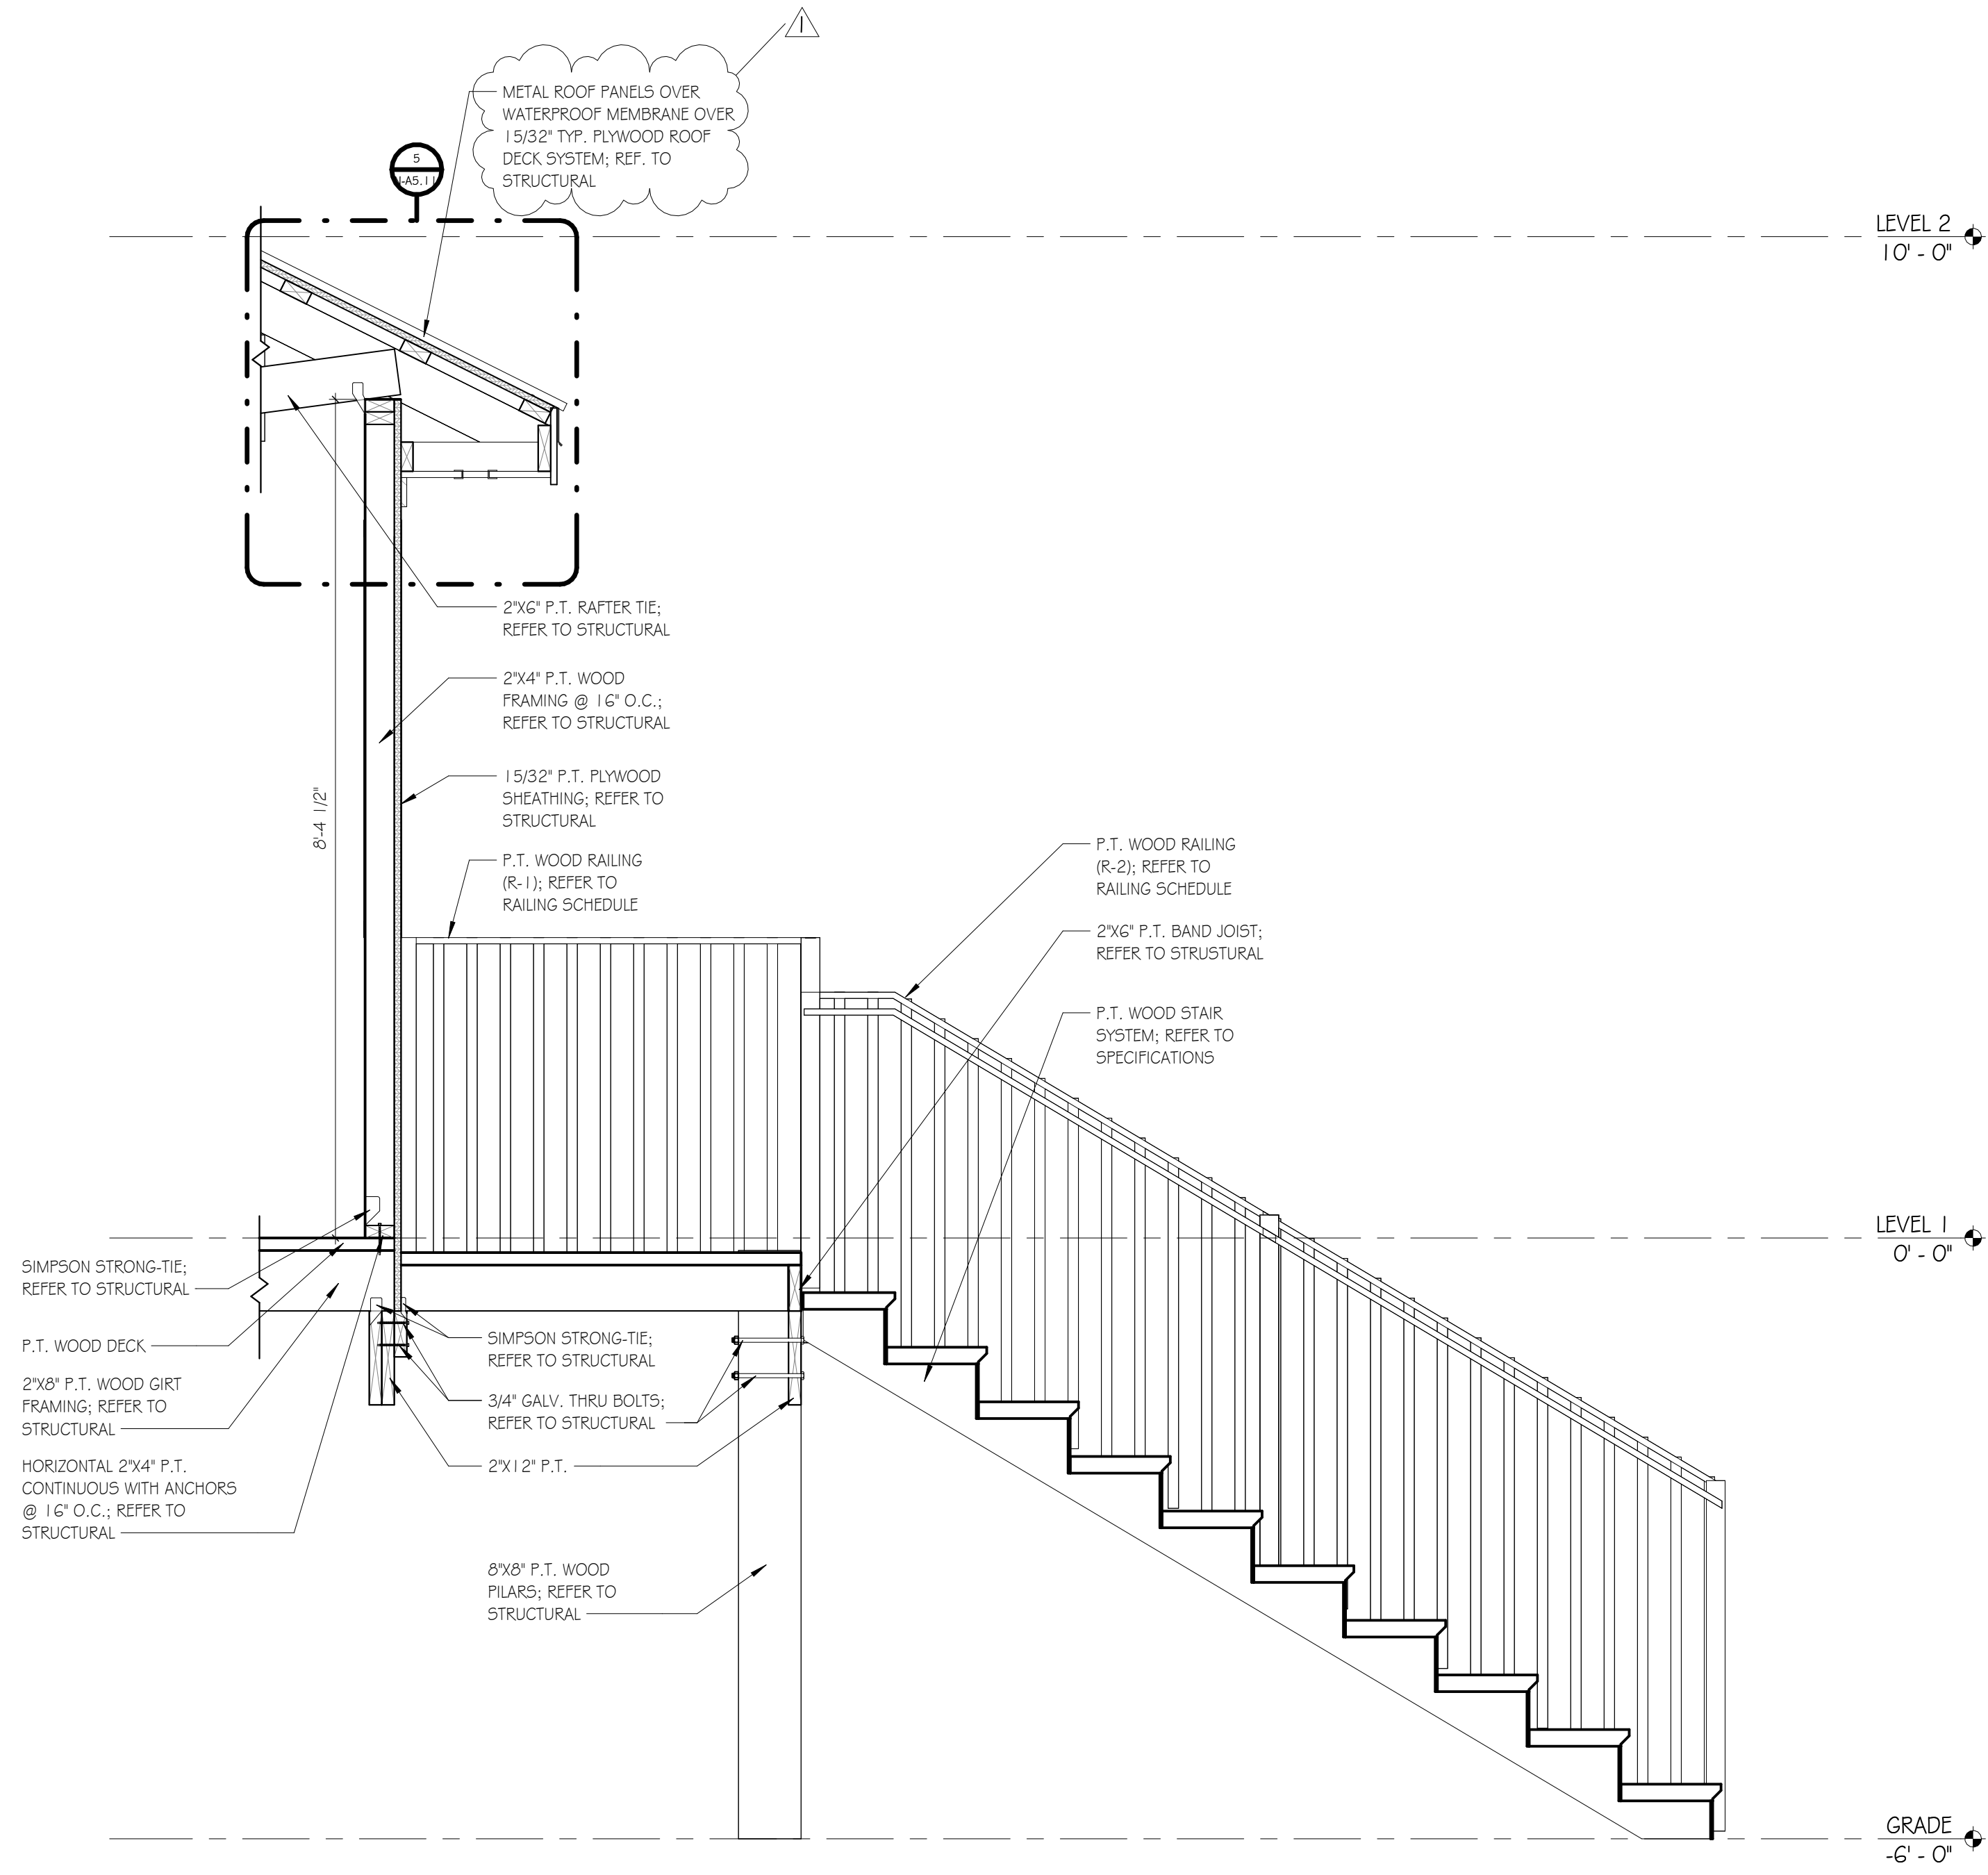 1
METAL ROOF PANELS OVER
WATERPROOF MEMBRANE OVER
15/32" TYP. PLYWOOD ROOF
DECK SYSTEM; REF. TO
STRUCTURAL
5
LEVEL 2
10' - 0"
2"X6" P.T. RAFTER TIE;
REFER TO STRUCTURAL
2"X4" P.T. WOOD
FRAMING @ 16" O.C.;
REFER TO STRUCTURAL
15/32" P.T. PLYWOOD
SHEATHING; REFER TO
STRUCTURAL
8'-4 1/2"
P.T. WOOD RAILING
(R-1); REFER TO
RAILING SCHEDULE
P.T. WOOD RAILING
(R-2); REFER TO
RAILING SCHEDULE
2"X6" P.T. BAND JOIST;
REFER TO STRUSTURAL
P.T. WOOD STAIR
SYSTEM; REFER TO
SPECIFICATIONS
LEVEL 1
0' - 0"
SIMPSON STRONG-TIE;
REFER TO STRUCTURAL
P.T. WOOD DECK
2"X8" P.T. WOOD GIRT
FRAMING; REFER TO
STRUCTURAL
HORIZONTAL 2"X4" P.T.
CONTINUOUS WITH ANCHORS
@ 16" O.C.; REFER TO
STRUCTURAL
SIMPSON STRONG-TIE;
REFER TO STRUCTURAL
3/4" GALV. THRU BOLTS;
REFER TO STRUCTURAL
2"X12" P.T.
8"X8" P.T. WOOD
PILARS; REFER TO
STRUCTURAL
GRADE
-6' - 0"